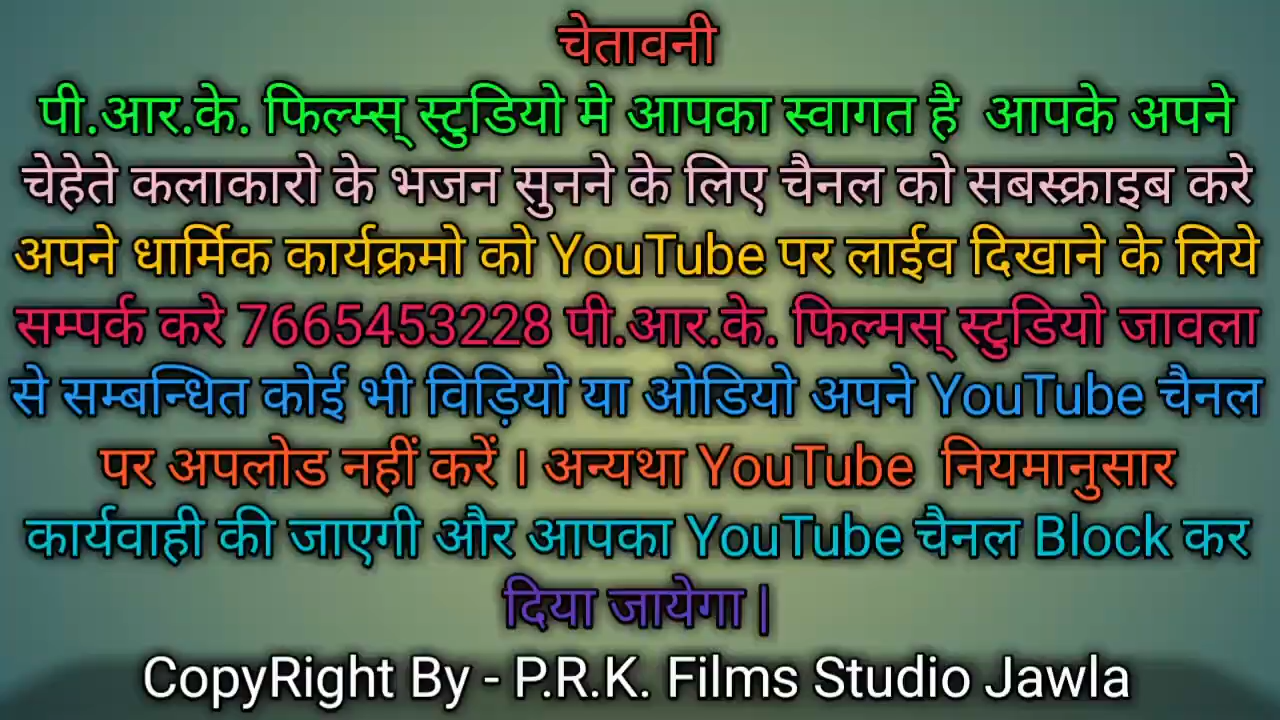 चेतावनी
पी.आर.के. फिल्म्स् स्टुडियो मे आपका स्वागत है आपके अपने
चेहेते कलाकारो के भजन सुनने के लिए चैनल को सबस्क्राइब करे
अपने धार्मिक कार्यक्रमो को YouTube पर लाईव दिखाने के लिये
सम्पर्क करे 7665453228 पी.आर.के. फिल्मस् स्टुडियो जावला
से सम्बन्धित कोई भी विड़ियो या ओडियो अपने YouTube चैनल
पर अपलोड नहीं करें । अन्यथा YouTube नियमानुसार
कार्यवाही की जाएगी और आपका YouTube चैनल Block कर
दिया जायेगा |
CopyRight By - P.R.K. Films Studio Jawla